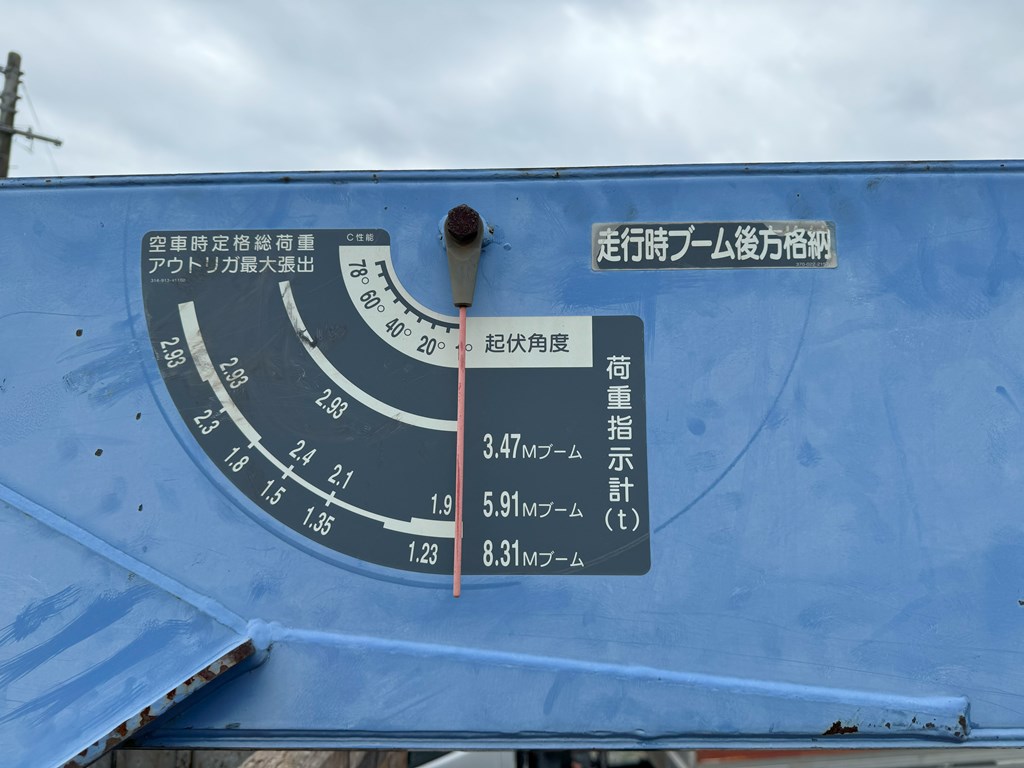 空車時定格総荷重
アウトリガ最大張出
C性能
走行時ブーム後方格納
78°
60°
40°
20°
起伏角度
荷重指示計(t)
2.93
2.93
2.93
2.3
1.8
2.4
2.1
1.5
1.35
1.9
1.23
3.47Mブーム
5.91Mブーム
8.31Mブーム